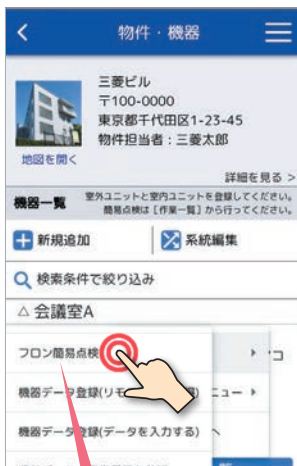 物件・機器
三菱ビル
〒100-0000
東京都千代田区1-23-45
物件担当者：三菱太郎
地図を開く
詳細を見る >
機器一覧
室外ユニットと室内ユニットを登録してください。
簡易点検は［作業一覧］から行ってください。
新規追加
系統編集
検索条件で絞り込み
△ 会議室A
フロン簡易点検
機器データ登録(リモ
ニュー
機器データ登録(データを入力する)